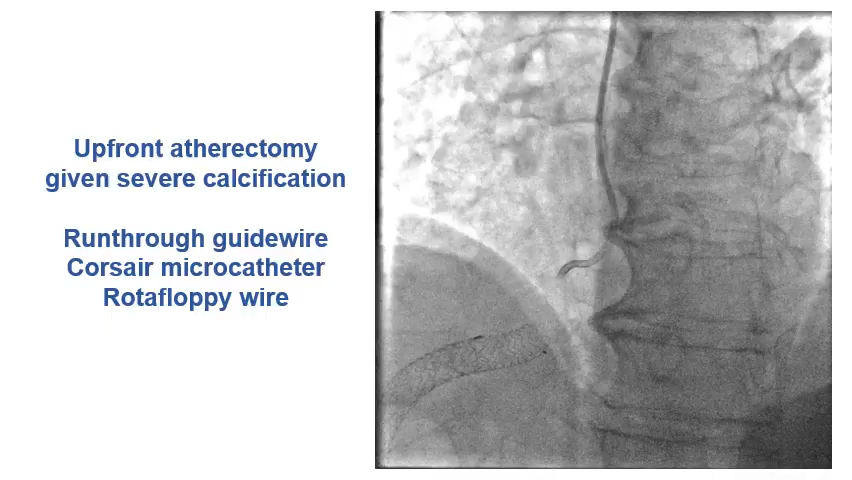 Upfront atherectomy
given severe calcification
Runthrough guidewire
Corsair microcatheter
Rotafloppy wire